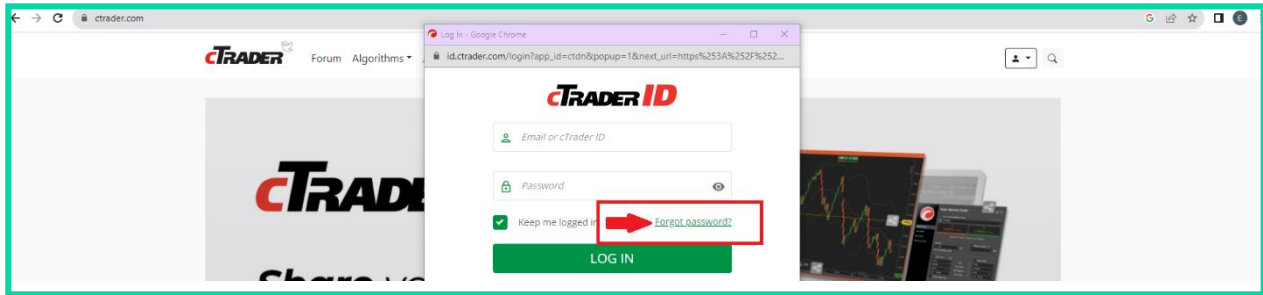 ctrader.com
G
E
Log In - Google Chrome
id.ctrader.com/login?app_id=ctdn&popup=1&next_url=https%253A%252F%252...
cTRADER
Forum Algorithms
cTRADER ID
Email or cTrader ID
Password
Keep me logged in
Forgot password?
LOG IN
cTRADE
Share